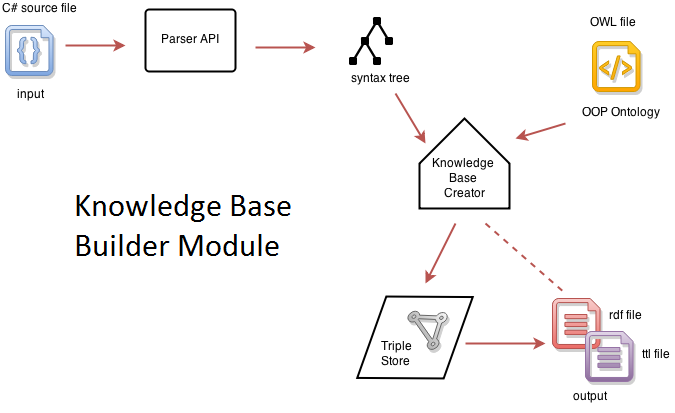 C# source file
{}
input
Parser API
syntax tree
OWL file
</>
OOP Ontology
Knowledge
Base
Creator
Knowledge Base
Builder Module
Triple
Store
rdf file
ttl file
output